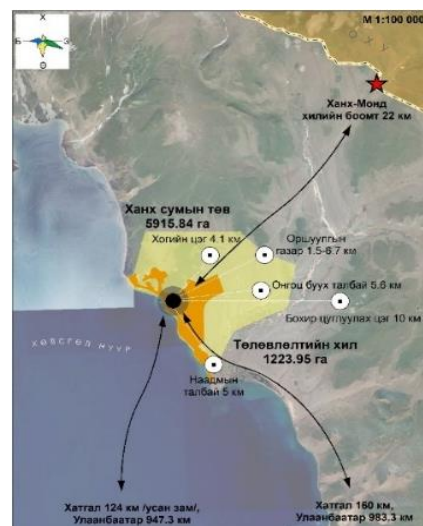 Х
Б
З
Ө
М 1:100 000
О Х У
Ханх-Монд
хилийн боомт 22 км
Ханх сумын төв
5915.84 га
Хогийн цэг 4.1 км
Оршуулгын
газар 1.5-6.7 км
Онгоц буух талбай 5.6 км
Бохир цуглуулах цэг 10 км
ХӨВСГӨЛ НУУР
Төлөвлөлтийн хил
1223.95 га
Наадмын
талбай 5 км
Хатгал 124 км /усан зам/,
Улаанбаатар 947.3 км
Хатгал 160 км,
Улаанбаатар 983.3 км